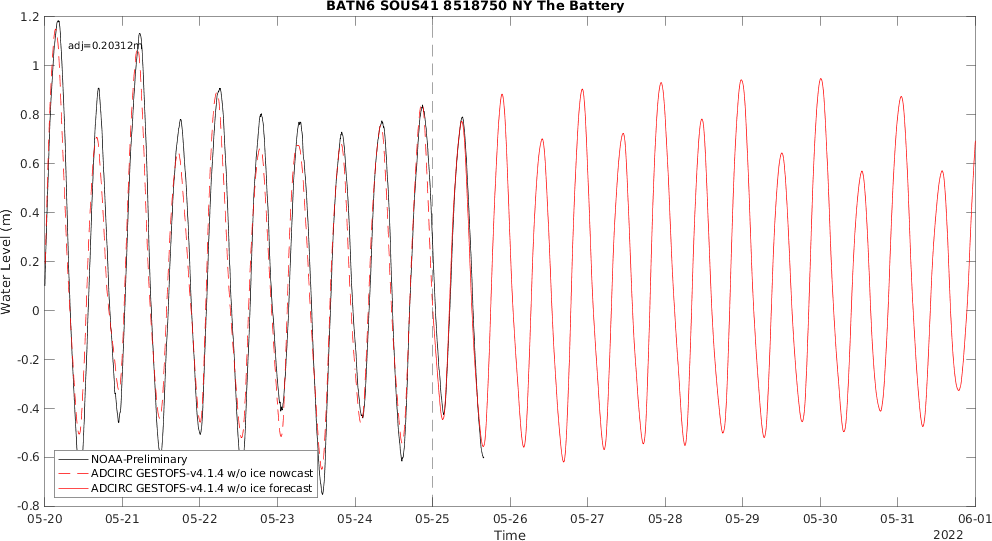 BATN6 SOUS41 8518750 NY The Battery
adj=0.20312m
1.2
1
0.8
0.6
0.4
0.2
0
-0.2
-0.4
-0.6
-0.8
Water Level (m)
NOAA-Preliminary
ADCIRC GESTOFS-v4.1.4 w/o ice nowcast
ADCIRC GESTOFS-v4.1.4 w/o ice forecast
05-20 05-21 05-22 05-23 05-24 05-25 05-26 05-27 05-28 05-29 05-30 05-31 06-01
Time
2022